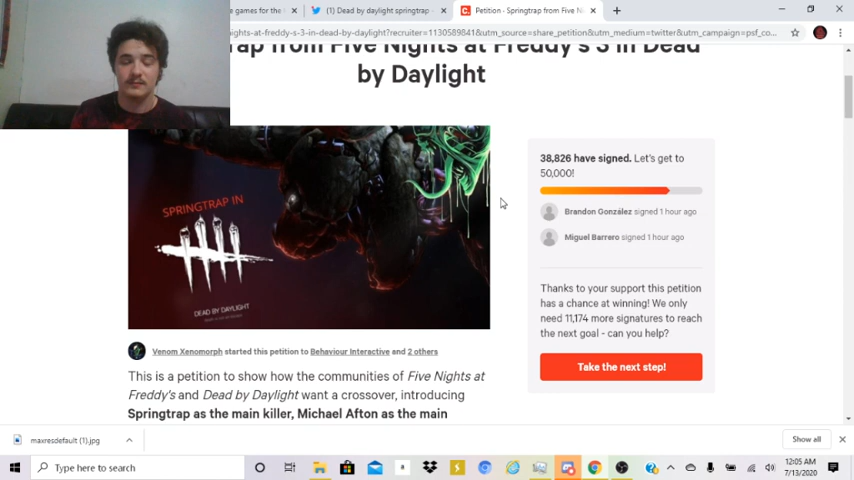 e games for the
(1) Dead by daylight springtrap
Petition · Springtrap from Five Ni
nights-at-freddy-s-3-in-dead-by-daylight?recruiter=1130589841&utm_source=share_petition&utm_medium=twitter&utm_campaign=psf_co...
rap from Five Nights at Freddy's 3 in Dead
by Daylight
SPRINGTRAP IN
DEAD BY DAYLIGHT
38,826 have signed. Let's get to
50,000!
Brandon González signed 1 hour ago
Miguel Barrero signed 1 hour ago
Thanks to your support this petition
has a chance at winning! We only
need 11,174 more signatures to reach
the next goal - can you help?
Take the next step!
Venom Xenomorph started this petition to Behaviour Interactive and 2 others
This is a petition to show how the communities of Five Nights at
Freddy's and Dead by Daylight want a crossover, introducing
Springtrap as the main killer, Michael Afton as the main
maxresdefault (1).jpg
Show all
Type here to search
12:05 AM
7/13/2020